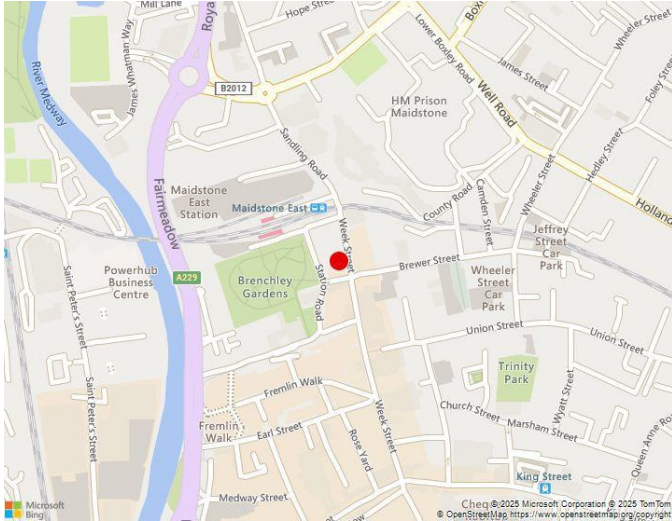 Mill Lane
Hope Street
Roya
Boxl
James Whatman Way
Lower Boxley Road
Wheeler Street
River Medway
B2012
James Street
Foley Street
HM Prison
Maidstone
Well Road
Sandling Road
Hedley Street
Wheeler Street
Fairmeadow
Maidstone
East
Station
Maidstone East
County Road
Camden Street
Holland
Week Street
Jeffrey
Street
Car
Park
Saint Peter's Street
Powerhub
Business
Centre
A229
Brenchley
Gardens
Station Road
Brewer Street
Wheeler
Street
Car
Park
Union Street
Union Street
Trinity
Park
Saint Peter's Street
Fremlin Walk
Wyatt Street
Fremlin
Walk
Earl Street
Rose Yard
Week Street
Church Street
Marsham Street
Queen Anne Ro
King Street
Medway Street
Cheq
Microsoft
Bing
© 2025 Microsoft Corporation © 2025 TomTom
© OpenStreetMap https://www.openstreetmap.org/copyright